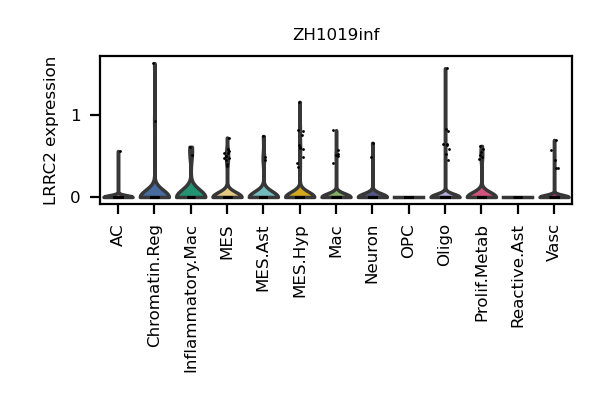 ZH1019inf
LRRC2 expression
1
0
AC
Chromatin.Reg
Inflammatory.Mac
MES
MES.Ast
MES.Hyp
Mac
Neuron
OPC
Oligo
Prolif.Metab
Reactive.Ast
Vasc